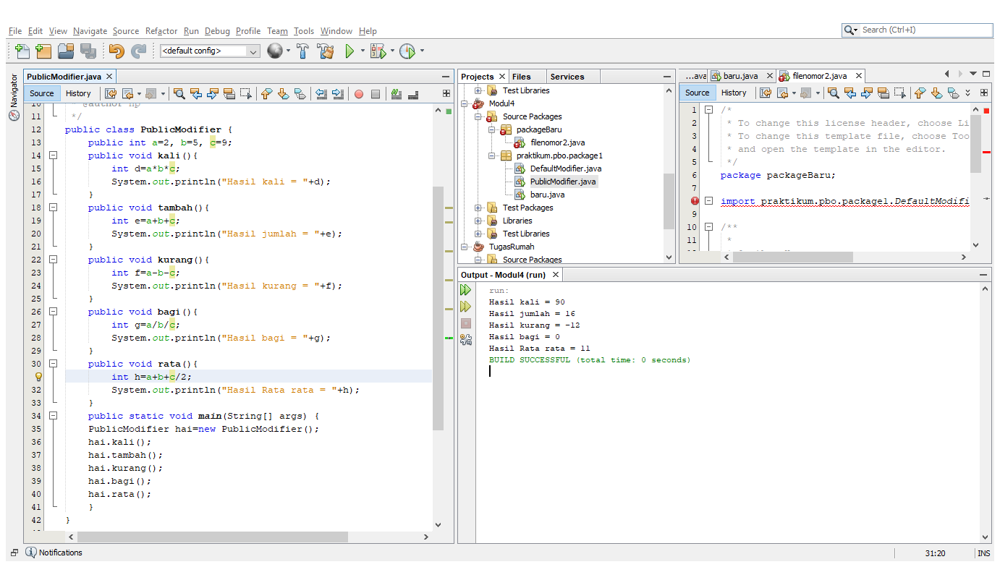 File Edit View Navigate Source Refactor Run Debug Profile Team Tools Window Help
Search (Ctrl+I)
<default config>
Navigator
PublicModifier.java
Source History
10 * @author hp
11 */
12 public class PublicModifier {
13 public int a=2, b=5, c=9;
14 public void kali(){
15 int d=a*b*c;
16 System.out.println("Hasil kali = "+d);
17 }
18 public void tambah(){
19 int e=a+b+c;
20 System.out.println("Hasil jumlah = "+e);
21 }
22 public void kurang(){
23 int f=a-b-c;
24 System.out.println("Hasil kurang = "+f);
25 }
26 public void bagi(){
27 int g=a/b/c;
28 System.out.println("Hasil bagi = "+g);
29 }
30 public void rata(){
int h=a+b+c/2;
32 System.out.println("Hasil Rata rata = "+h);
33 }
34 public static void main(String[] args) {
35 PublicModifier hai=new PublicModifier();
36 hai.kali();
37 hai.tambah();
38 hai.kurang();
39 hai.bagi();
40 hai.rata();
41 }
42 }
Projects Files Services
Test Libraries
Modul4
Source Packages
packageBaru
filenomor2.java
praktikum.pbo.package1
DefaultModifier.java
PublicModifier.java
baru.java
Test Packages
Libraries
Test Libraries
TugasRumah
Source Packages
...ava baru.java filenomor2.java
Source History
1 /*
2 * To change this license header, choose Li
3 * To change this template file, choose Too
4 * and open the template in the editor.
5 */
6 package packageBaru;
7
import praktikum.pbo.package1.DefaultModifi
9
10 /**
11 *
Output - Modul4 (run)
run:
Hasil kali = 90
Hasil jumlah = 16
Hasil kurang = -12
Hasil bagi = 0
Hasil Rata rata = 11
BUILD SUCCESSFUL (total time: 0 seconds)
Notifications
31:20 INS